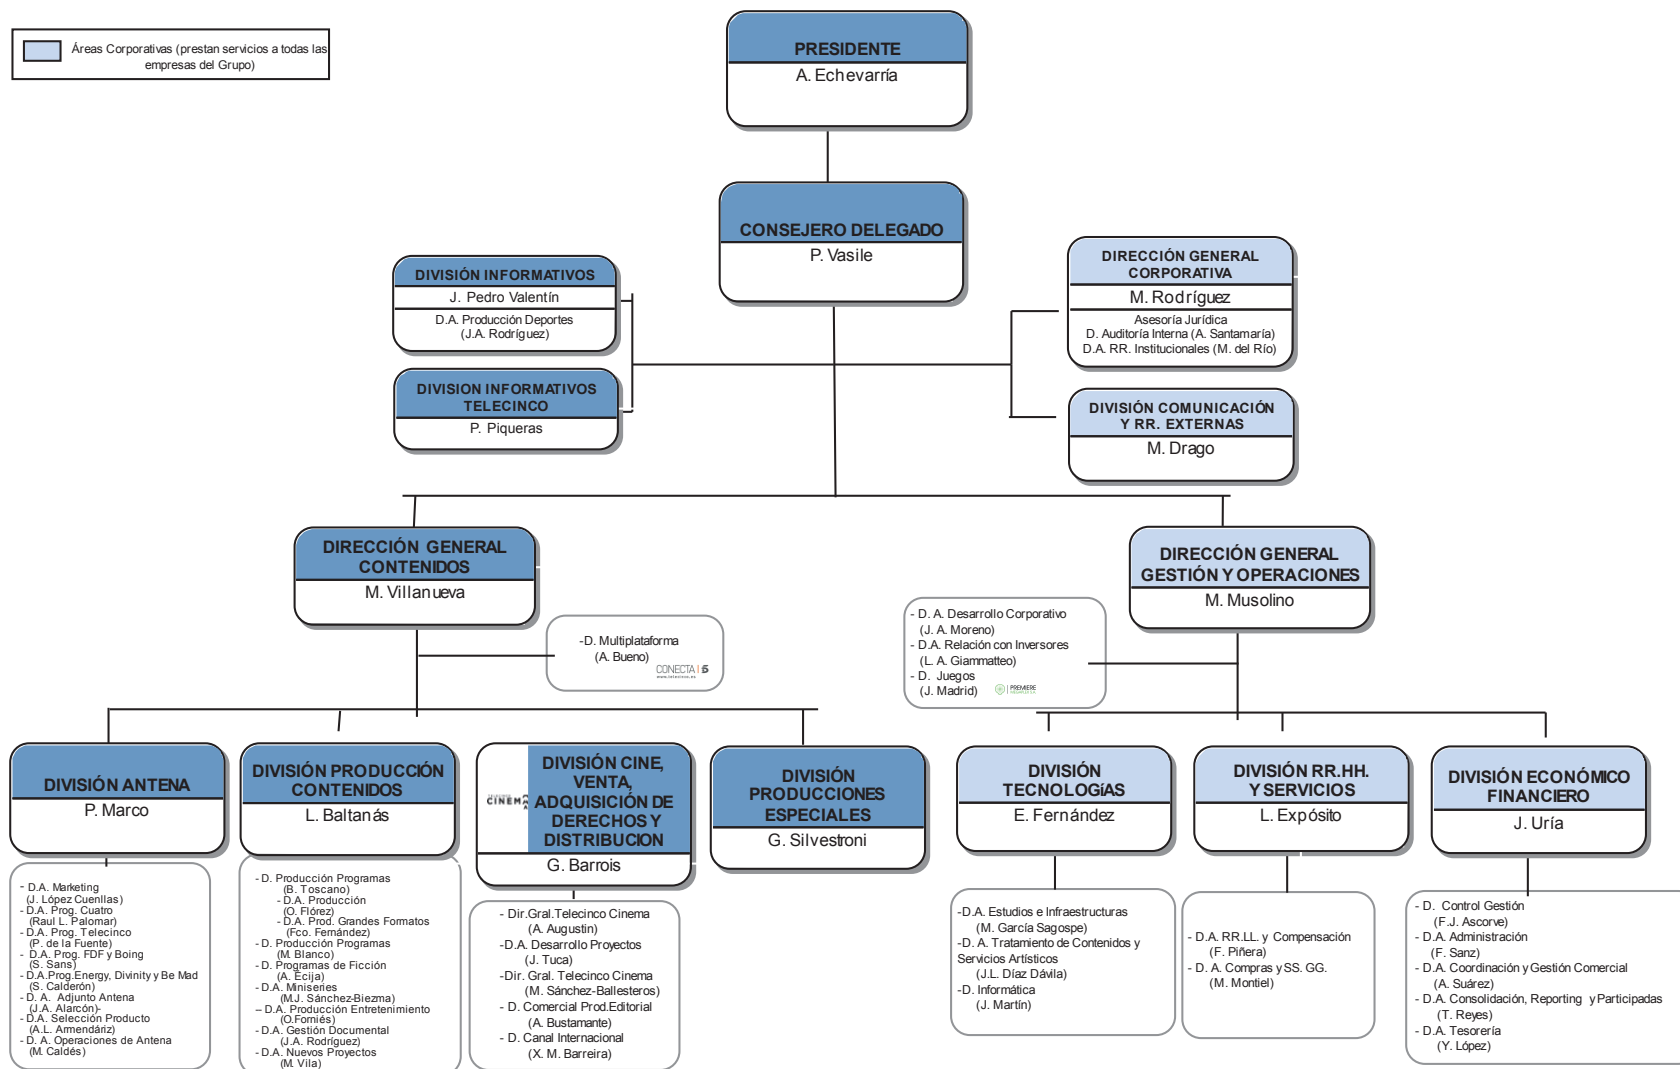 Áreas Corporativas (prestan servicios a todas las
empresas del Grupo)
PRESIDENTE
A. Echevarría
CONSEJERO DELEGADO
P. Vasile
DIVISIÓN INFORMATIVOS
J. Pedro Valentín
D.A. Producción Deportes
(J.A. Rodríguez)
DIVISION INFORMATIVOS
TELECINCO
P. Piqueras
DIRECCIÓN GENERAL
CORPORATIVA
M. Rodríguez
Asesoría Jurídica
D. Auditoría Interna (A. Santamaría)
D.A. RR. Institucionales (M. del Río)
DIVISIÓN COMUNICACIÓN
Y RR. EXTERNAS
M. Drago
DIRECCIÓN GENERAL
CONTENIDOS
M. Villanueva
-D. Multiplataforma
(A. Bueno)
CONECTA 5
DIRECCIÓN GENERAL
GESTIÓN Y OPERACIONES
M. Musolino
- D. A. Desarrollo Corporativo
(J. A. Moreno)
- D.A. Relación con Inversores
(L. A. Giammatteo)
- D. Juegos
(J. Madrid)
PREMIERE
DIVISIÓN ANTENA
P. Marco
- D.A. Marketing
(J. López Cuenllas)
- D.A. Prog. Cuatro
(Raul L. Palomar)
- D.A. Prog. Telecinco
(P. de la Fuente)
- D.A. Prog. FDF y Boing
(S. Sans)
- D.A.Prog.Energy, Divinity y Be Mad
(S. Calderón)
- D. A. Adjunto Antena
(J.A. Alarcón)-
- D.A. Selección Producto
(A.L. Armendáriz)
- D. A. Operaciones de Antena
(M. Caldés)
DIVISIÓN PRODUCCIÓN
CONTENIDOS
L. Baltanás
- D. Producción Programas
(B. Toscano)
- D.A. Producción
(O. Flórez)
- D.A. Prod. Grandes Formatos
(Fco. Fernández)
- D. Producción Programas
(M. Blanco)
- D. Programas de Ficción
(A. Écija)
- D.A. Miniseries
(M.J. Sánchez-Biezma)
– D.A. Producción Entretenimiento
(O.Forniés)
- D.A. Gestión Documental
(J.A. Rodríguez)
- D.A. Nuevos Proyectos
(M. Vila)
CINEMA
DIVISIÓN CINE,
VENTA,
ADQUISICIÓN DE
DERECHOS Y
DISTRIBUCION
G. Barrois
- Dir.Gral.Telecinco Cinema
(A. Augustin)
-D.A. Desarrollo Proyectos
(J. Tuca)
-Dir. Gral. Telecinco Cinema
(M. Sánchez-Ballesteros)
- D. Comercial Prod.Editorial
(A. Bustamante)
- D. Canal Internacional
(X. M. Barreira)
DIVISIÓN
PRODUCCIONES
ESPECIALES
G. Silvestroni
DIVISIÓN
TECNOLOGÍAS
E. Fernández
-D.A. Estudios e Infraestructuras
(M. García Sagospe)
-D. A. Tratamiento de Contenidos y
Servicios Artísticos
(J.L. Díaz Dávila)
-D. Informática
(J. Martín)
DIVISIÓN RR.HH.
Y SERVICIOS
L. Expósito
- D.A. RR.LL. y Compensación
(F. Piñera)
- D. A. Compras y SS. GG.
(M. Montiel)
DIVISIÓN ECONÓMICO
FINANCIERO
J. Uría
- D. Control Gestión
(F.J. Ascorve)
- D.A. Administración
(F. Sanz)
- D.A. Coordinación y Gestión Comercial
(A. Suárez)
- D.A. Consolidación, Reporting y Participadas
(T. Reyes)
- D.A. Tesorería
(Y. López)